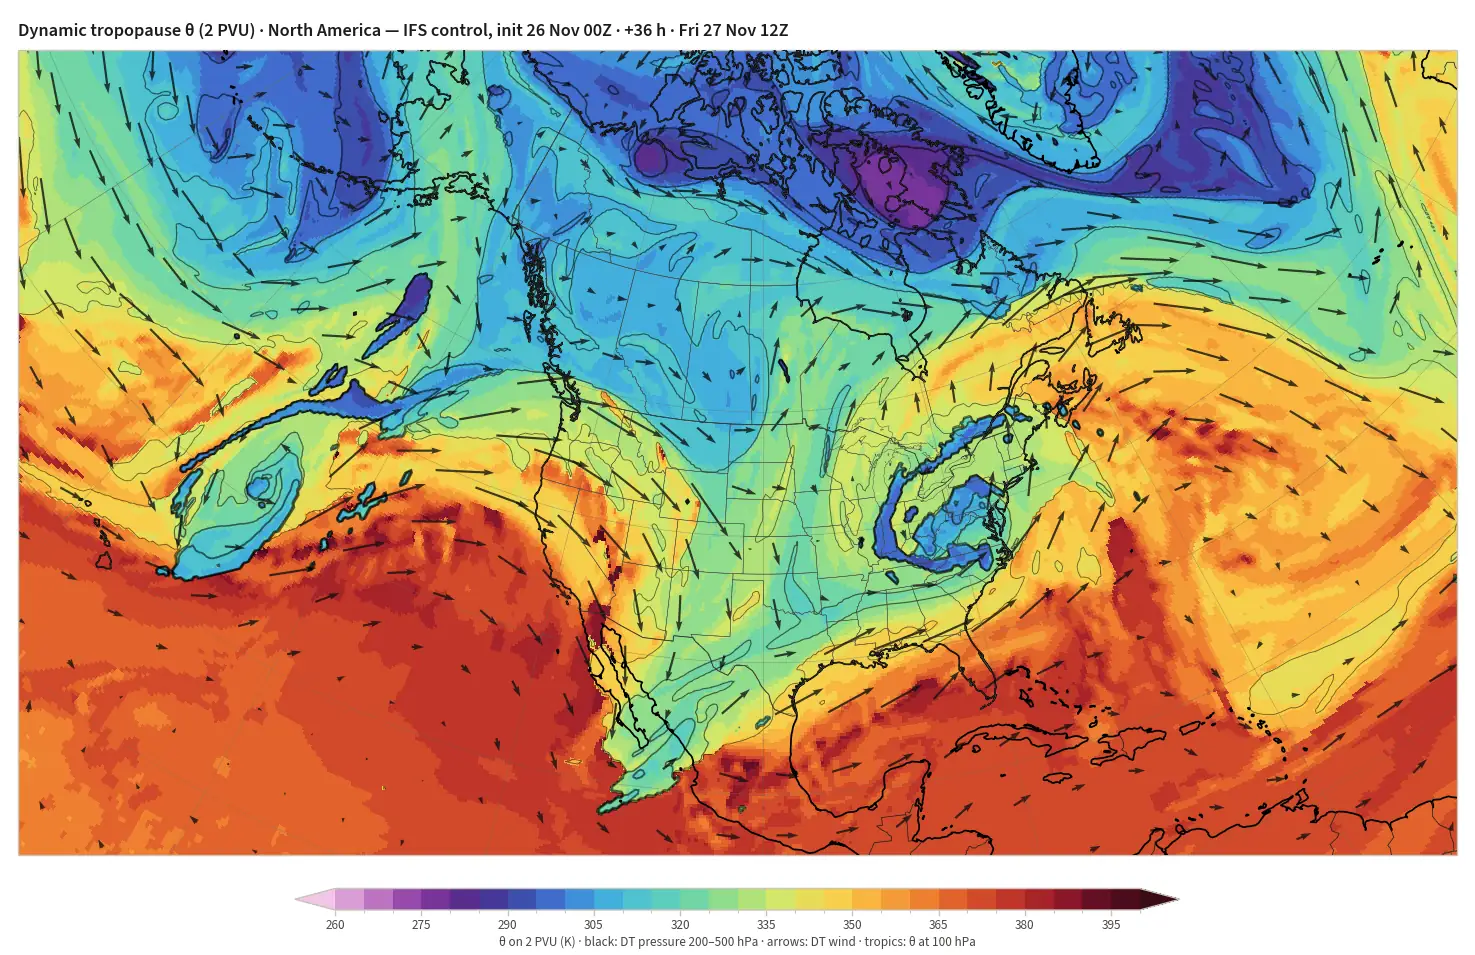 Dynamic tropopause θ (2 PVU) · North America — IFS control, init 26 Nov 00Z · +36 h · Fri 27 Nov 12Z
260 275 290 305 320 335 350 365 380 395
θ on 2 PVU (K) · black: DT pressure 200–500 hPa · arrows: DT wind · tropics: θ at 100 hPa